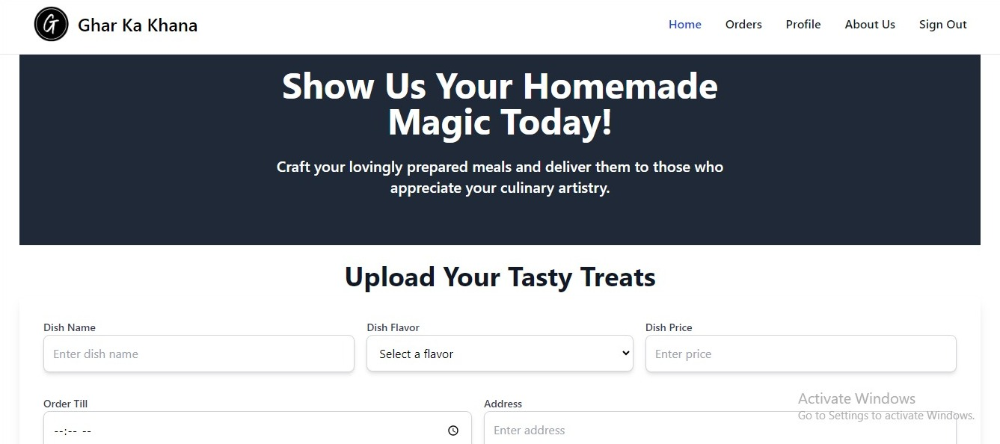 G Ghar Ka Khana Home Orders Profile About Us Sign Out
Show Us Your Homemade
Magic Today!
Craft your lovingly prepared meals and deliver them to those who
appreciate your culinary artistry.
Upload Your Tasty Treats
Dish Name Dish Flavor Dish Price
Enter dish name Select a flavor Enter price
Order Till Address
--:-- -- Enter address
Activate Windows
Go to Settings to activate Windows.